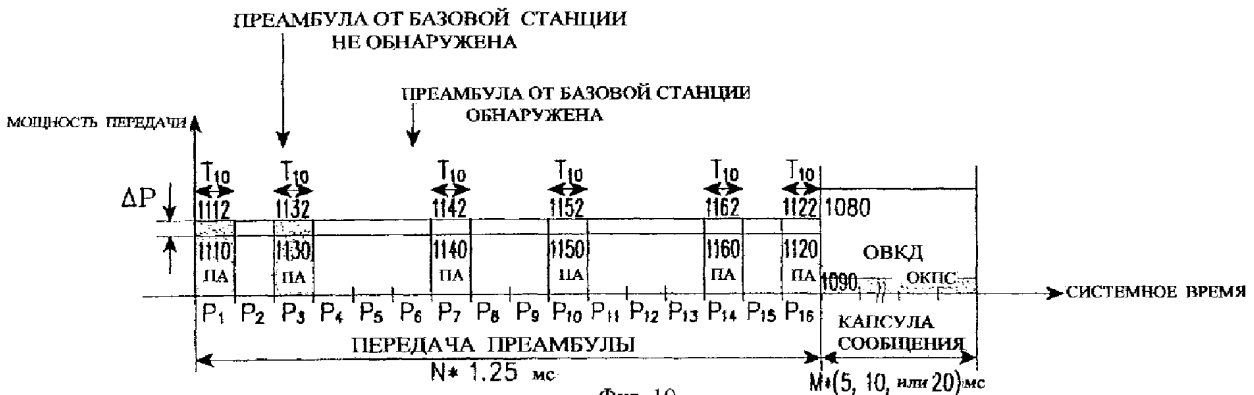 ПРЕАМБУЛА ОТ БАЗОВОЙ СТАНЦИИ
НЕ ОБНАРУЖЕНА
ПРЕАМБУЛА ОТ БАЗОВОЙ СТАНЦИИ
ОБНАРУЖЕНА
МОЩНОСТЬ ПЕРЕДАЧИ
T10 T10 T10 T10 T10 T10
ΔP
1112 1132 1142 1152 1162 1122 1080
1110 1130 1140 1150 1160 1120 ОВКД
ПА ПА ПА ПА ПА ПА 1090 ОКПС
СИСТЕМНОЕ ВРЕМЯ
P1 P2 P3 P4 P5 P6 P7 P8 P9 P10 P11 P12 P13 P14 P15 P16
КАПСУЛА
СООБЩЕНИЯ
ПЕРЕДАЧА ПРЕАМБУЛЫ
N* 1.25 мс
M*(5, 10, или 20)мс